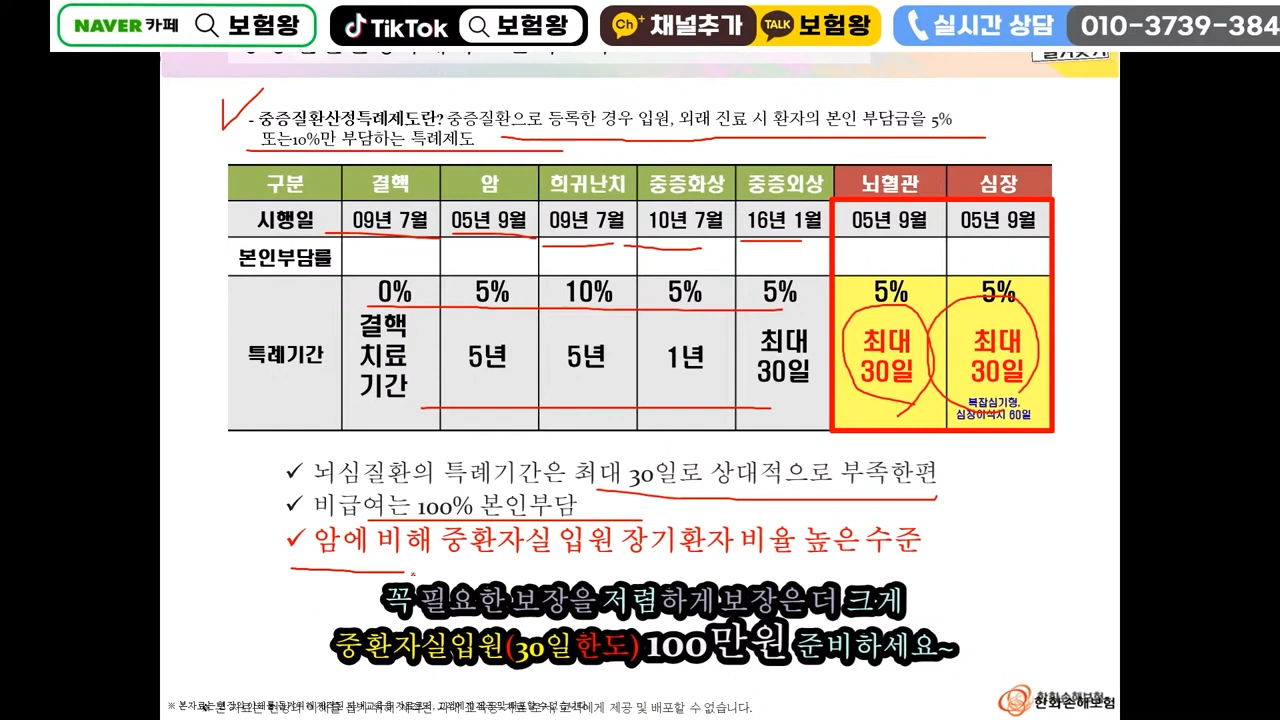 NAVER 카페 보험왕 TikTok 보험왕 Ch+ 채널추가 TALK 보험왕 실시간 상담 010-3739-384
- 중증질환산정특례제도란? 중증질환으로 등록한 경우 입원, 외래 진료 시 환자의 본인 부담금을 5%
또는10%만 부담하는 특례제도
구분 결핵 암 희귀난치 중증화상 중증외상 뇌혈관 심장
시행일 09년 7월 05년 9월 09년 7월 10년 7월 16년 1월 05년 9월 05년 9월
본인부담률
0% 5% 10% 5% 5% 5% 5%
특례기간 결핵 치료 기간 5년 5년 1년 최대 30일 최대 30일 최대 30일
복잡심기형,
심장이식시 60일
✓ 뇌심질환의 특례기간은 최대 30일로 상대적으로 부족한편
✓ 비급여는 100% 본인부담
✓ 암에 비해 중환자실 입원 장기환자 비율 높은 수준
꼭 필요한 보장을 저렴하게 보장은 더 크게
중환자실입원(30일한도) 100만원 준비하세요~
제공 및 배포할 수 없습니다.
한화손해보험